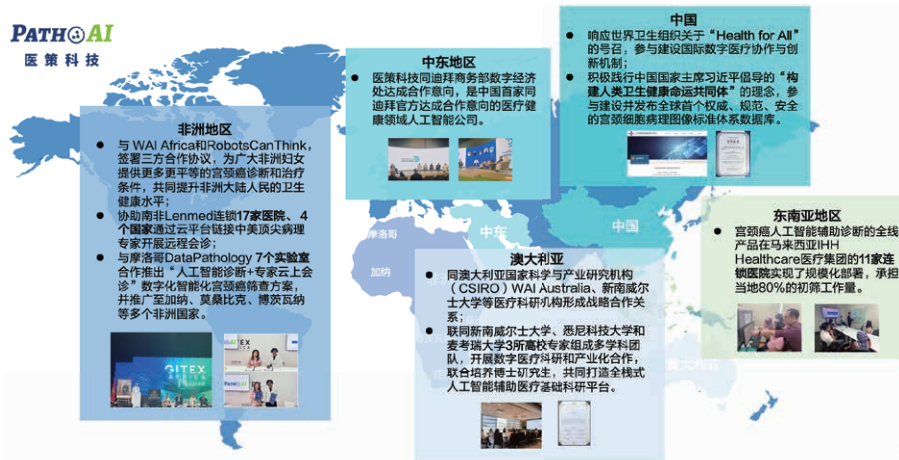 PATHOAI
医策科技
非洲地区
● 与 WAI Africa和RobotsCanThink,
签署三方合作协议，为广大非洲妇女
提供更多更平等的宫颈癌诊断和治疗
条件，共同提升非洲大陆人民的卫生
健康水平；
● 协助南非Lenmed连锁17家医院、4
个国家通过云平台链接中美顶尖病理
专家开展远程会诊；
● 与摩洛哥DataPathology 7个实验室
合作推出“人工智能诊断+专家云上会
诊”数字化智能化宫颈癌筛查方案，
并推广至加纳、莫桑比克、博茨瓦纳
等多个非洲国家。
GITEX
AFRICA
中东地区
● 医策科技同迪拜商务部数字经济
处达成合作意向，是中国首家同
迪拜官方达成合作意向的医疗健
康领域人工智能公司。
中国
● 响应世界卫生组织关于“Health for All”
的号召，参与建设国际数字医疗协作与创
新机制；
● 积极践行中国国家主席习近平倡导的“构
建人类卫生健康命运共同体”的理念，参
与建设并发布全球首个权威、规范、安全
的宫颈细胞病理图像标准体系数据库。
摩洛哥
加纳
中东
中国
澳大利亚
● 同澳大利亚国家科学与产业研究机构
（CSIRO）WAI Australia、新南威尔
士大学等医疗科研机构形成战略合作关
系；
● 联同新南威尔士大学、悉尼科技大学和
麦考瑞大学3所高校专家组成多学科团
队，开展数字医疗科研和产业化合作，
联合培养博士研究生，共同打造全栈式
人工智能辅助医疗基础科研平台。
东南亚地区
● 宫颈癌人工智能辅助诊断的全线
产品在马来西亚IHH
Healthcare医疗集团的11家连
锁医院实现了规模化部署，承担
当地80%的初筛工作量。